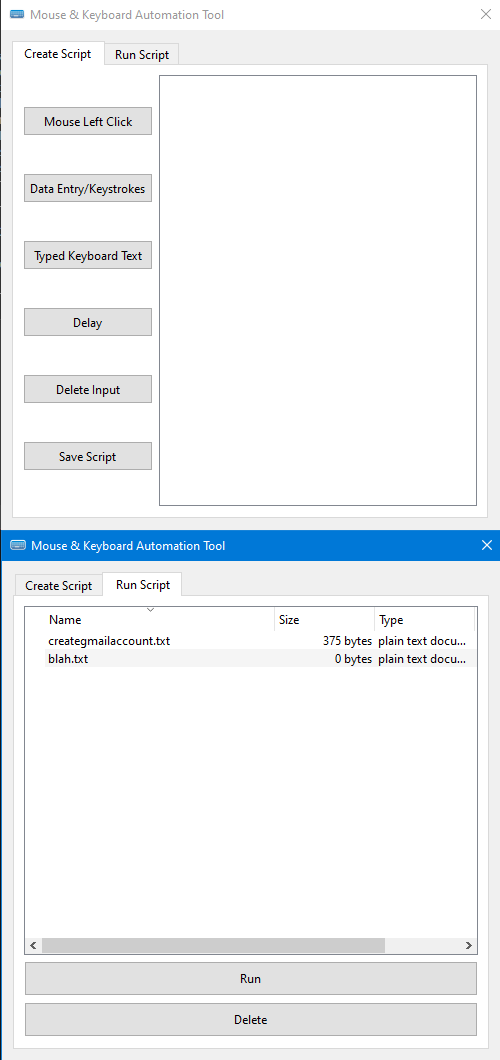 Mouse & Keyboard Automation Tool
Create Script Run Script
Mouse Left Click
Data Entry/Keystrokes
Typed Keyboard Text
Delay
Delete Input
Save Script
Mouse & Keyboard Automation Tool
Create Script Run Script
Name Size Type
creategmailaccount.txt 375 bytes plain text docu...
blah.txt 0 bytes plain text docu...
Run
Delete